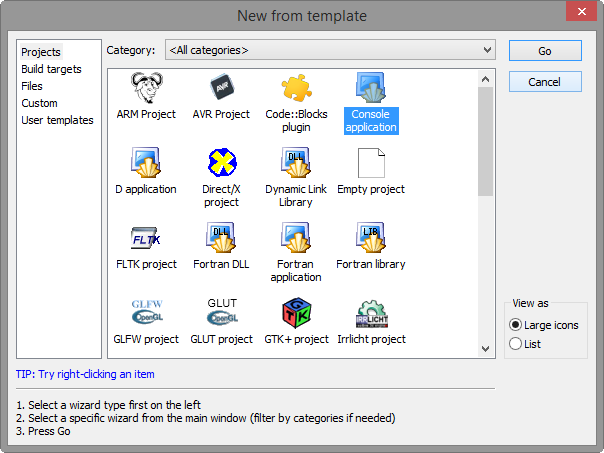 New from template
Projects
Build targets
Files
Custom
User templates
Category:
<All categories>
Go
Cancel
AVR
ARM Project
AVR Project
Code::Blocks
plugin
Console
application
DLL
D application
Direct/X
project
Dynamic Link
Library
Empty project
FLTK
DLL
LIB
FLTK project
Fortran DLL
Fortran
application
Fortran library
GLFW
OpenGL
GLUT
OpenGL
GTK
IRRLICHT
GLFW project
GLUT project
GTK+ project
Irrlicht project
View as
Large icons
List
TIP: Try right-clicking an item
1. Select a wizard type first on the left
2. Select a specific wizard from the main window (filter by categories if needed)
3. Press Go